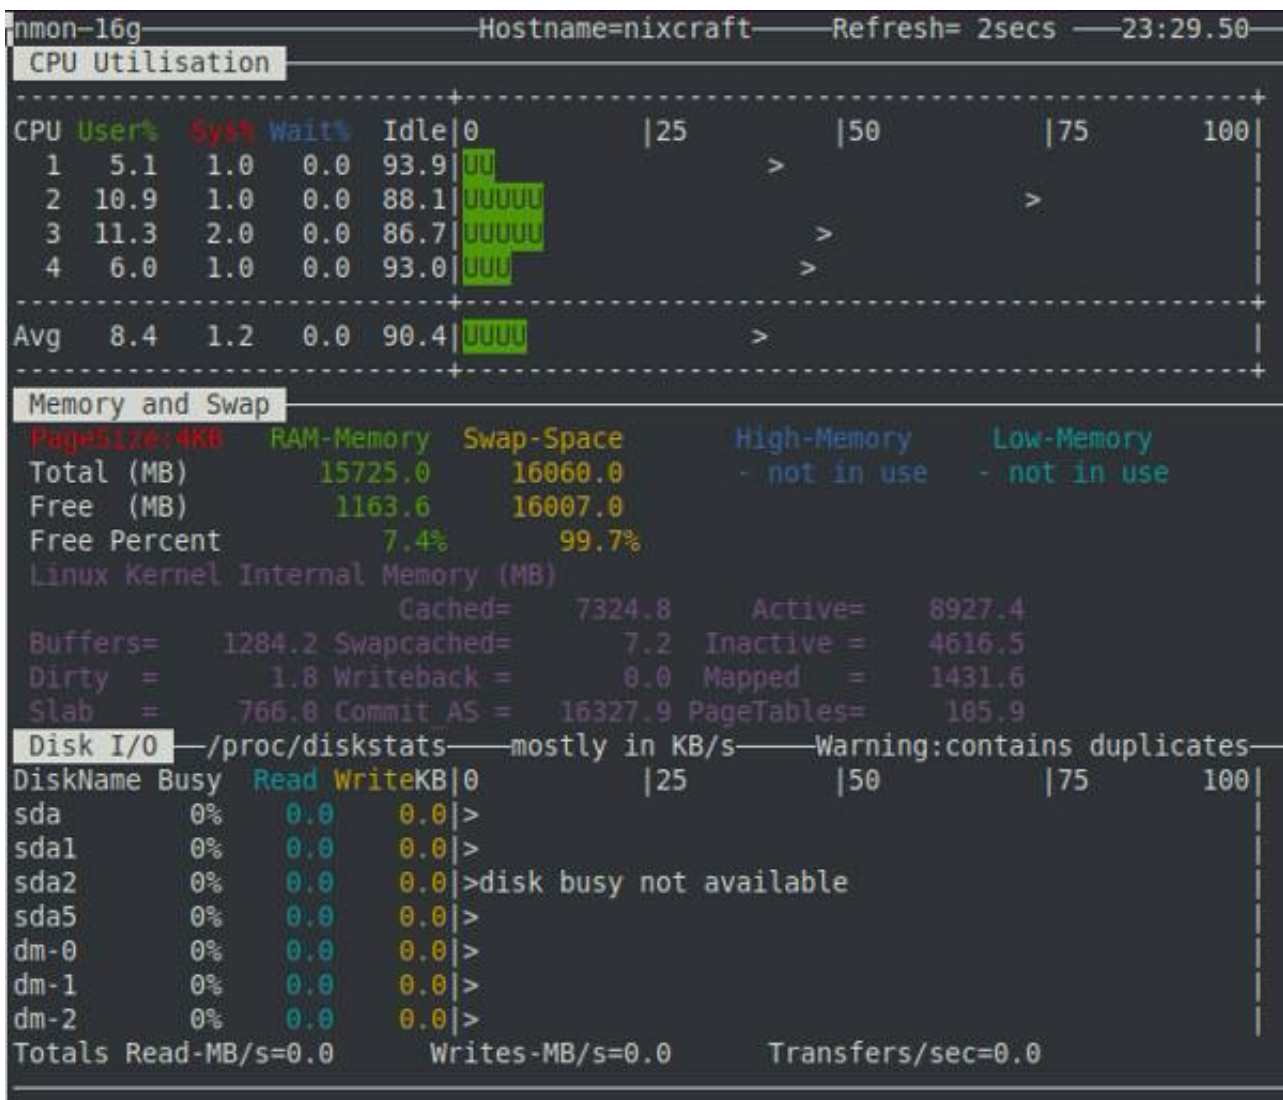 nmon-16g Hostname=nixcraft Refresh= 2secs 23:29.50
CPU Utilisation
CPU User% Sys% Wait% Idle|0 |25 |50 |75 100|
1 5.1 1.0 0.0 93.9|UU > |
2 10.9 1.0 0.0 88.1|UUUUU > |
3 11.3 2.0 0.0 86.7|UUUUU > |
4 6.0 1.0 0.0 93.0|UUU > |
Avg 8.4 1.2 0.0 90.4|UUUU > |
Memory and Swap
PageSize:4KB RAM-Memory Swap-Space High-Memory Low-Memory
Total (MB) 15725.0 16060.0 - not in use - not in use
Free (MB) 1163.6 16007.0
Free Percent 7.4% 99.7%
Linux Kernel Internal Memory (MB)
Cached= 7324.8 Active= 8927.4
Buffers= 1284.2 Swapcached= 7.2 Inactive = 4616.5
Dirty = 1.8 Writeback = 0.0 Mapped = 1431.6
Slab = 766.0 Commit_AS = 16327.9 PageTables= 105.9
Disk I/O /proc/diskstats mostly in KB/s Warning:contains duplicates
DiskName Busy Read WriteKB|0 |25 |50 |75 100|
sda 0% 0.0 0.0|> |
sda1 0% 0.0 0.0|> |
sda2 0% 0.0 0.0|>disk busy not available |
sda5 0% 0.0 0.0|> |
dm-0 0% 0.0 0.0|> |
dm-1 0% 0.0 0.0|> |
dm-2 0% 0.0 0.0|> |
Totals Read-MB/s=0.0 Writes-MB/s=0.0 Transfers/sec=0.0